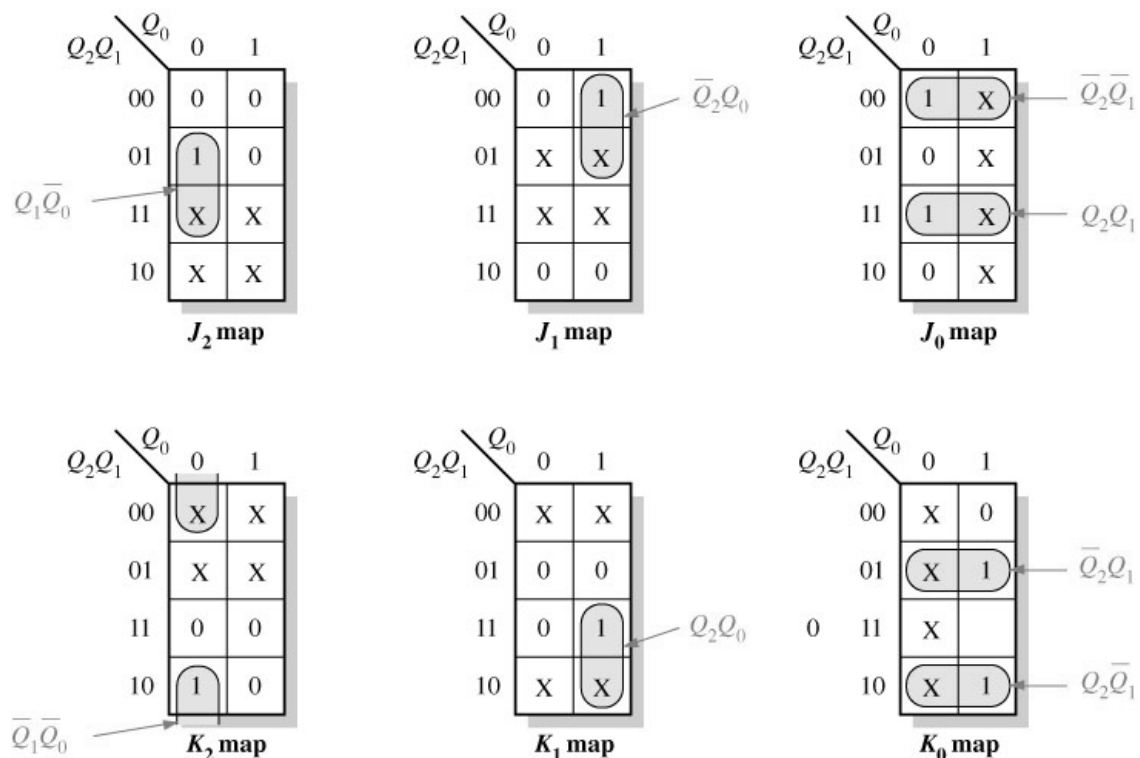 Q₀ Q₀ Q₀
Q₂Q₁ 0 1 Q₂Q₁ 0 1 Q₂Q₁ 0 1
00 0 0 00 0 1 Q̅₂Q₀ 00 1 X Q̅₂Q̅₁
01 1 0 01 X X 01 0 X
Q₁Q̅₀ 11 X X 11 X X 11 1 X Q₂Q₁
10 X X 10 0 0 10 0 X
J₂ map J₁ map J₀ map
Q₀ Q₀ Q₀
Q₂Q₁ 0 1 Q₂Q₁ 0 1 Q₂Q₁ 0 1
00 X X 00 X X 00 X 0
01 X X 01 0 0 01 X 1 Q̅₂Q₁
11 0 0 11 0 1 Q₂Q₀ 0 11 X
10 1 0 10 X X 10 X 1 Q₂Q̅₁
Q̅₁Q̅₀ K₂ map K₁ map K₀ map